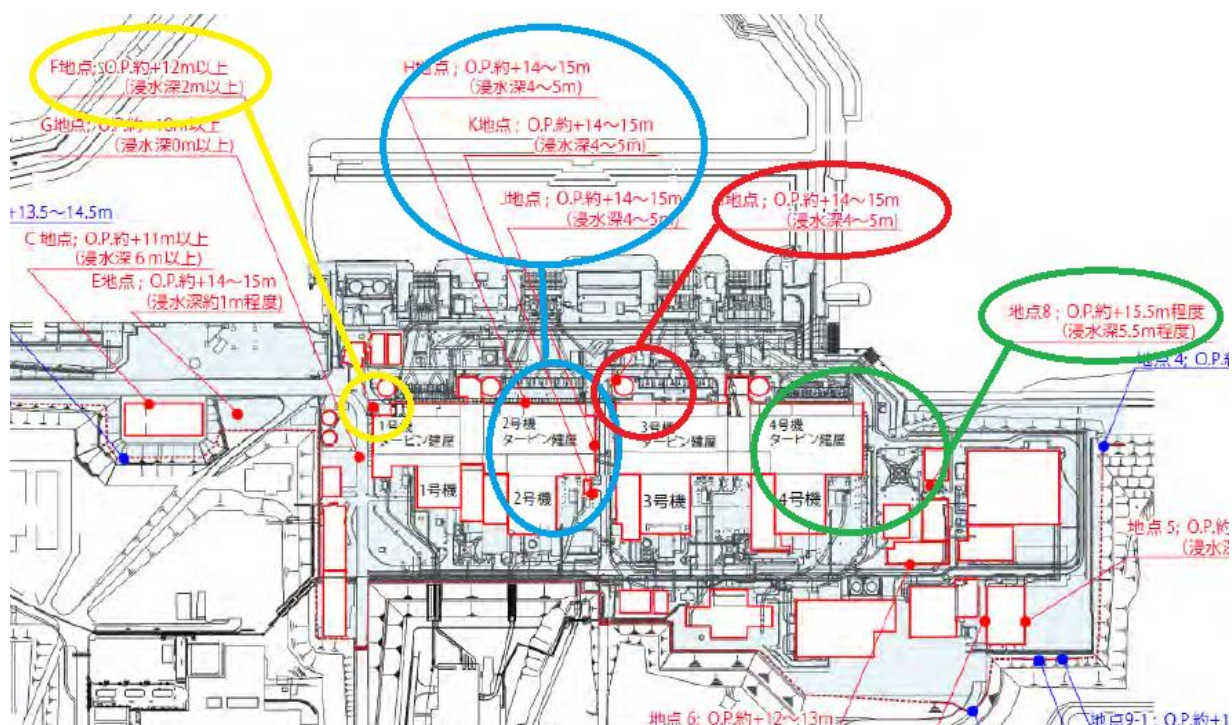 F地点; O.P.約+12m以上
(浸水深2m以上)
G地点; O.P.約+10m以上
(浸水深0m以上)
H地点; O.P.約+14～15m
(浸水深4～5m)
K地点; O.P.約+14～15m
(浸水深4～5m)
J地点; O.P.約+14～15m
(浸水深4～5m)
地点; O.P.約+14～15m
(浸水深4～5m)
+13.5～14.5m
C地点; O.P.約+11m以上
(浸水深6m以上)
E地点; O.P.約+14～15m
(浸水深約1m程度)
地点8; O.P.約+15.5m程度
(浸水深5.5m程度)
地点4; O.P.約
1号機
タービン建屋
2号機
タービン建屋
3号機
タービン建屋
4号機
タービン建屋
1号機
2号機
3号機
4号機
地点5; O.P.約
(浸水深
地点6; O.P.約+12～13m
地点9-1; O.P.約+1